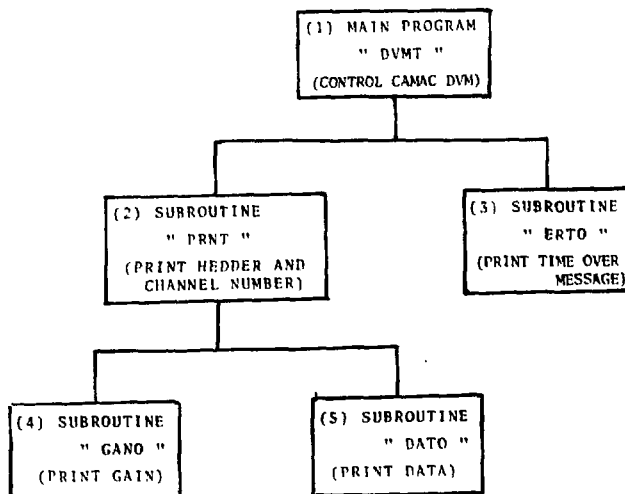 (1) MAIN PROGRAM
" DVMT "
(CONTROL CAMAC DVM)
(2) SUBROUTINE
" PRNT "
(PRINT HEDDER AND
CHANNEL NUMBER)
(3) SUBROUTINE
" ERTO "
(PRINT TIME OVER
MESSAGE)
(4) SUBROUTINE
" GANO "
(PRINT GAIN)
(5) SUBROUTINE
" DATO "
(PRINT DATA)